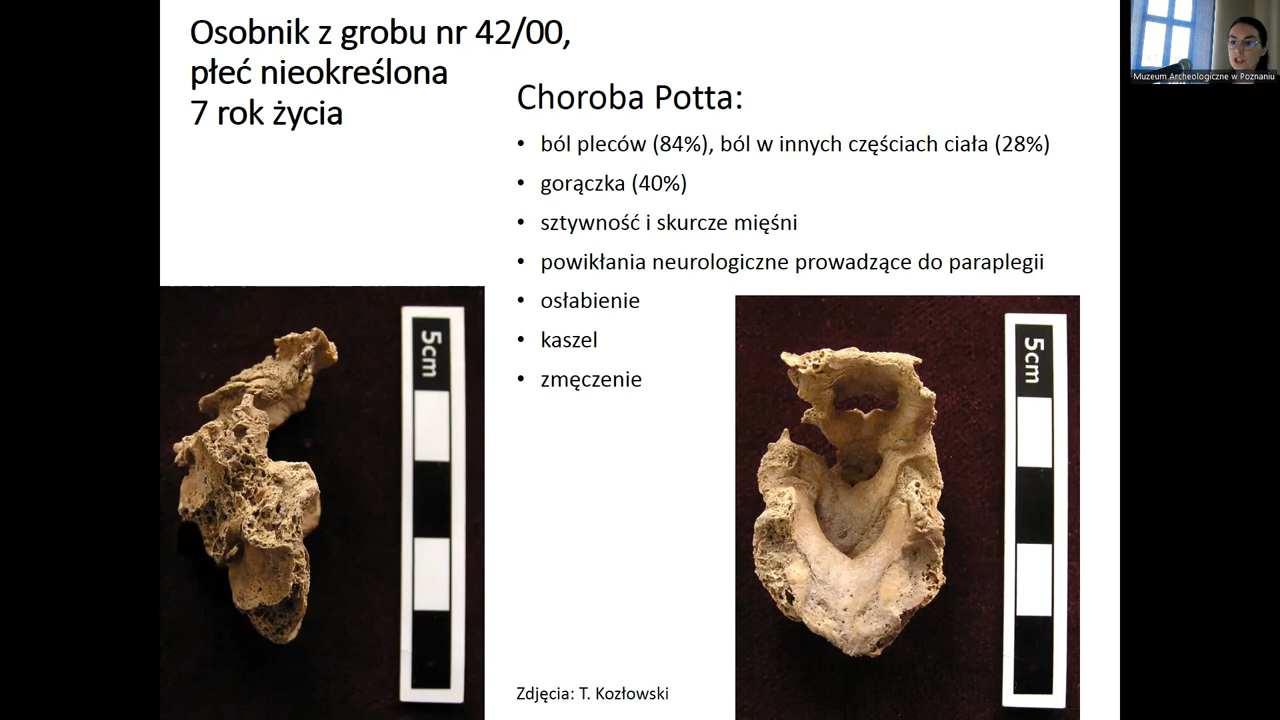 Osobnik z grobu nr 42/00,
płeć nieokreślona
7 rok życia
Choroba Potta:
• ból pleców (84%), ból w innych częściach ciała (28%)
• gorączka (40%)
• sztywność i skurcze mięśni
• powikłania neurologiczne prowadzące do paraplegii
• osłabienie
• kaszel
• zmęczenie
5cm
5cm
Zdjęcia: T. Kozłowski
Muzeum Archeologiczne w Poznaniu